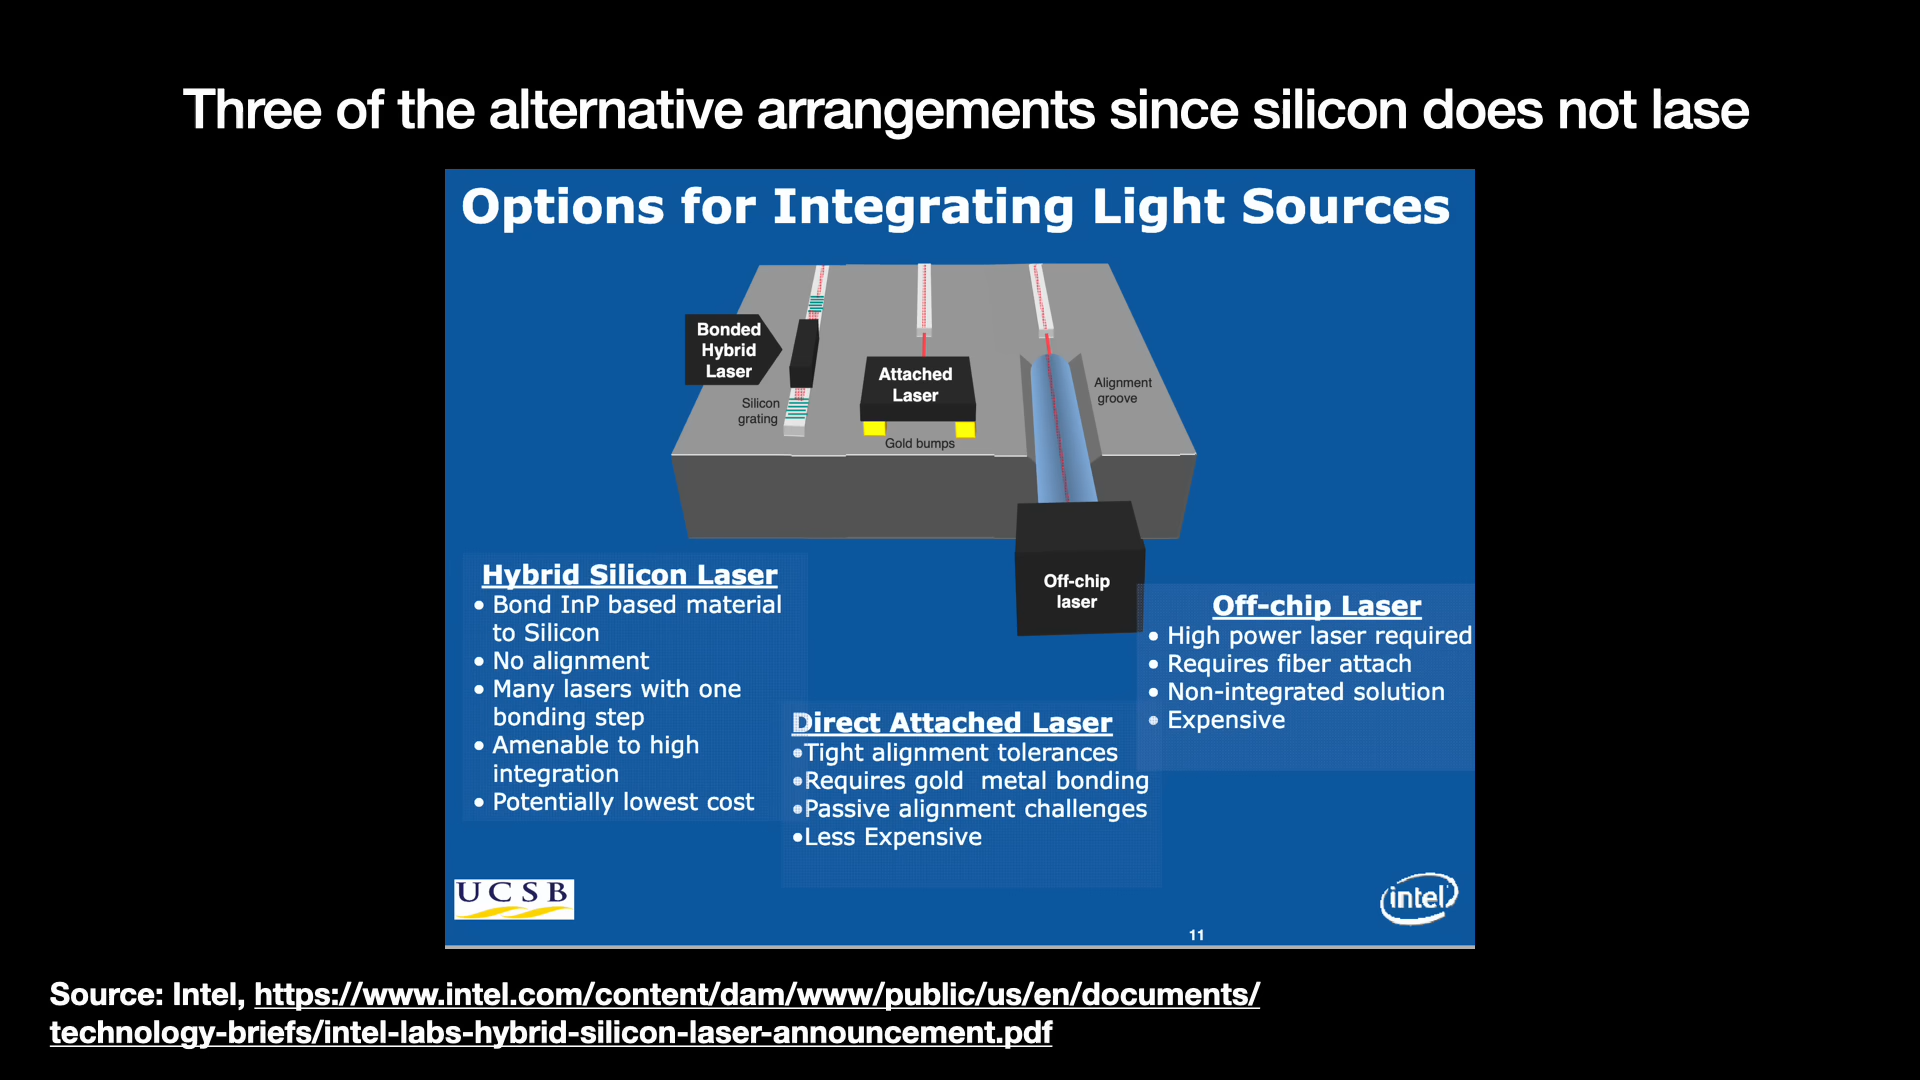 Three of the alternative arrangements since silicon does not lase
Options for Integrating Light Sources
Bonded
Hybrid
Laser
Silicon
grating
Attached
Laser
Gold bumps
Alignment
groove
Off-chip
laser
Hybrid Silicon Laser
• Bond InP based material
to Silicon
• No alignment
• Many lasers with one
bonding step
• Amenable to high
integration
• Potentially lowest cost
Direct Attached Laser
•Tight alignment tolerances
•Requires gold  metal bonding
•Passive alignment challenges
•Less Expensive
Off-chip Laser
• High power laser required
• Requires fiber attach
• Non-integrated solution
• Expensive
UCSB
intel
11
Source: Intel, https://www.intel.com/content/dam/www/public/us/en/documents/
technology-briefs/intel-labs-hybrid-silicon-laser-announcement.pdf